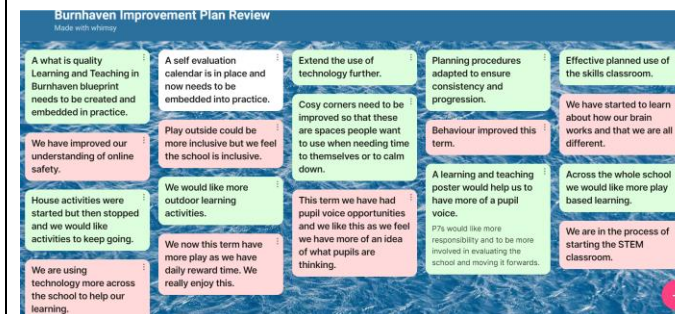 Burnhaven Improvement Plan Review
Made with whimsy
A what is quality
Learning and Teaching in
Burnhaven blueprint
needs to be created and
embedded in practice.
We have improved our
understanding of online
safety.
House activities were
started but then stopped
and we would like
activities to keep going.
We are using
technology more across
the school to help our
learning.
A self evaluation
calendar is in place and
now needs to be
embedded into practice.
Play outside could be
more inclusive but we feel
the school is inclusive.
We would like more
outdoor learning
activities.
We now this term have
more play as we have
daily reward time. We
really enjoy this.
Extend the use of
technology further.
Cosy corners need to be
improved so that these
are spaces people want
to use when needing time
to themselves or to calm
down.
This term we have had
pupil voice opportunities
and we like this as we feel
we have more of an idea
of what pupils are
thinking.
Planning procedures
adapted to ensure
consistency and
progression.
Behaviour improved this
term.
A learning and teaching
poster would help us to
have more of a pupil
voice.
P7s would like more
responsibility and to be more
involved in evaluating the
school and moving it forwards.
Effective planned use of
the skills classroom.
We have started to learn
about how our brain
works and that we are all
different.
Across the whole school
we would like more play
based learning.
We are in the process of
starting the STEM
classroom.